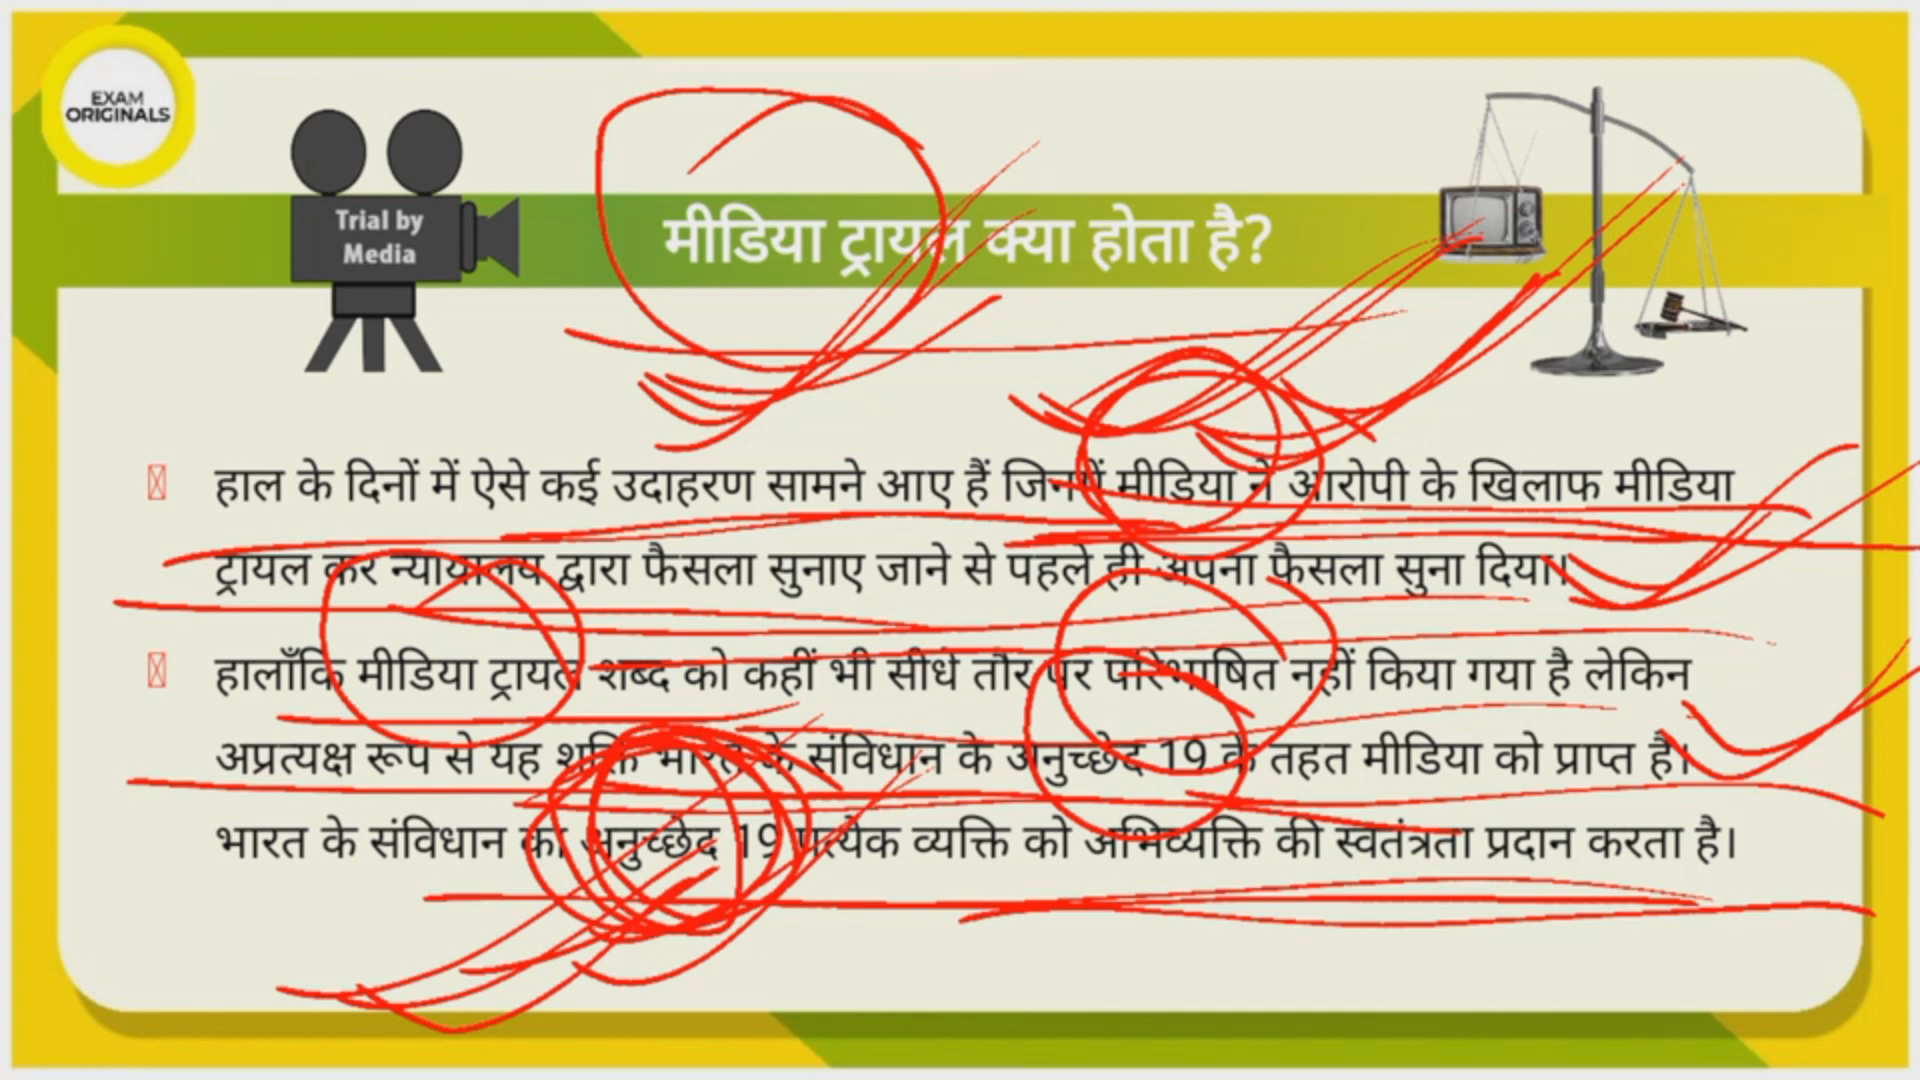 EXAM
ORIGINALS
Trial by
Media
मीडिया ट्रायल क्या होता है?
हाल के दिनों में ऐसे कई उदाहरण सामने आए हैं जिनमें मीडिया ने आरोपी के खिलाफ मीडिया
ट्रायल कर न्यायालय द्वारा फैसला सुनाए जाने से पहले ही अपना फैसला सुना दिया।
हालाँकि मीडिया ट्रायल शब्द को कहीं भी सीधे तौर पर परिभाषित नहीं किया गया है लेकिन
अप्रत्यक्ष रूप से यह शक्ति भारत के संविधान के अनुच्छेद 19 के तहत मीडिया को प्राप्त है।
भारत के संविधान का अनुच्छेद 19 प्रत्येक व्यक्ति को अभिव्यक्ति की स्वतंत्रता प्रदान करता है।